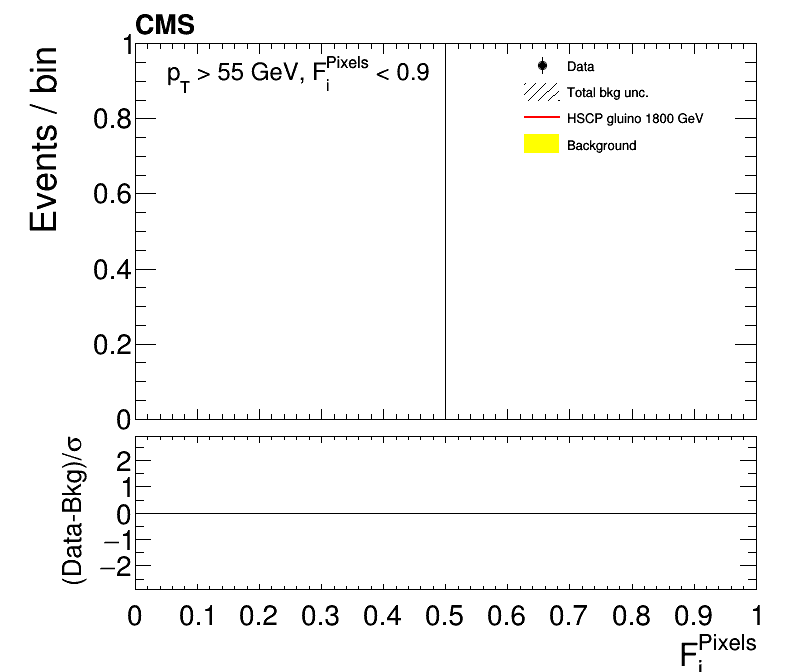 CMS
Events / bin
1
0.8
0.6
0.4
0.2
0
p_T > 55 GeV, F_i^Pixels < 0.9
Data
Total bkg unc.
HSCP gluino 1800 GeV
Background
(Data-Bkg)/σ
2
1
0
−1
−2
0 0.1 0.2 0.3 0.4 0.5 0.6 0.7 0.8 0.9 1
F_i^Pixels